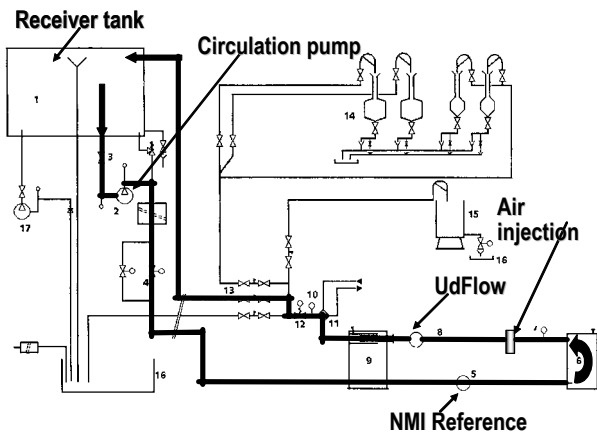 Receiver tank
Circulation pump
1
14
3
2
17
15
Air
injection
16
4
13
10
UdFlow
12
11
8
9
6
16
5
NMI Reference